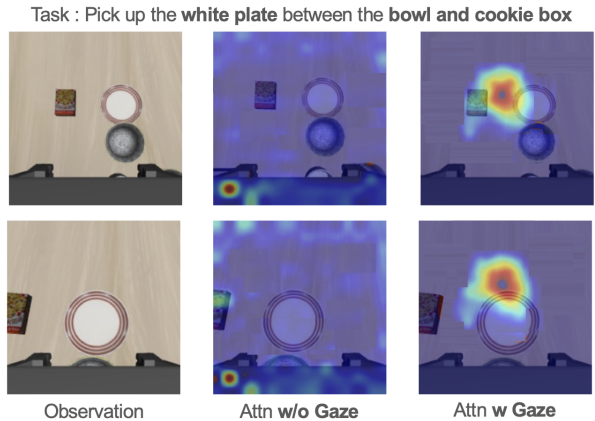 Task : Pick up the white plate between the bowl and cookie box
Observation
Attn w/o Gaze
Attn w Gaze